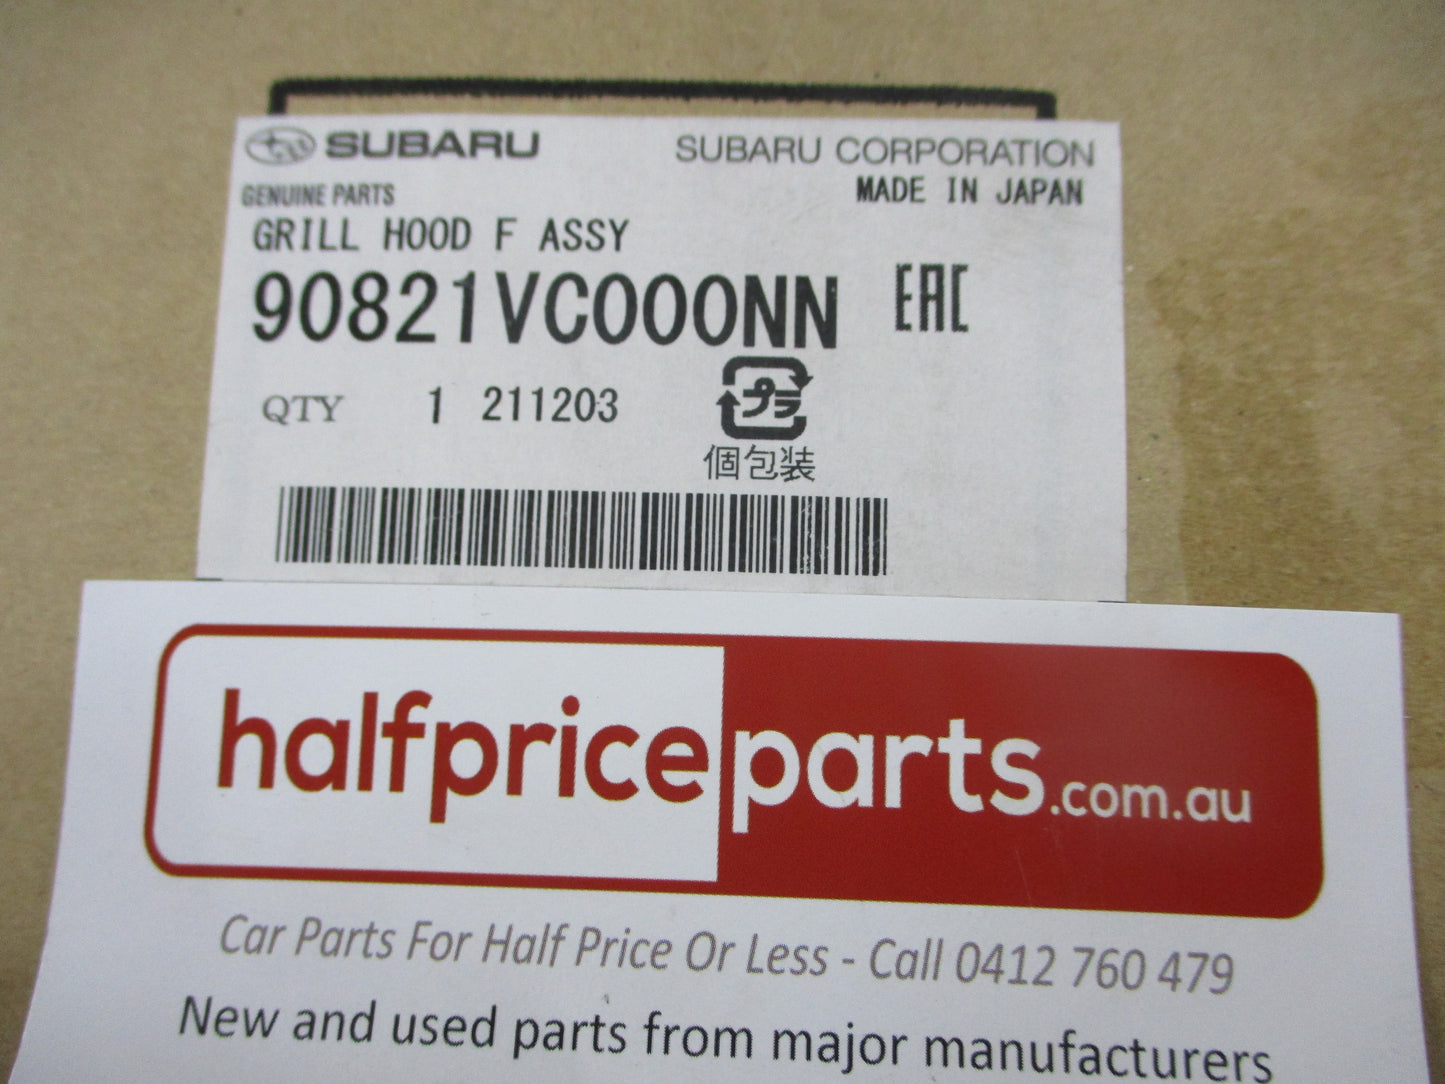 SUBARU SUBARU CORPORATION
GENUINE PARTS MADE IN JAPAN
GRILL HOOD F ASSY
90821VC000NN EAC
QTY 1 211203
プラ
個包装
halfpriceparts.com.au
Car Parts For Half Price Or Less - Call 0412 760 479
New and used parts from major manufacturers